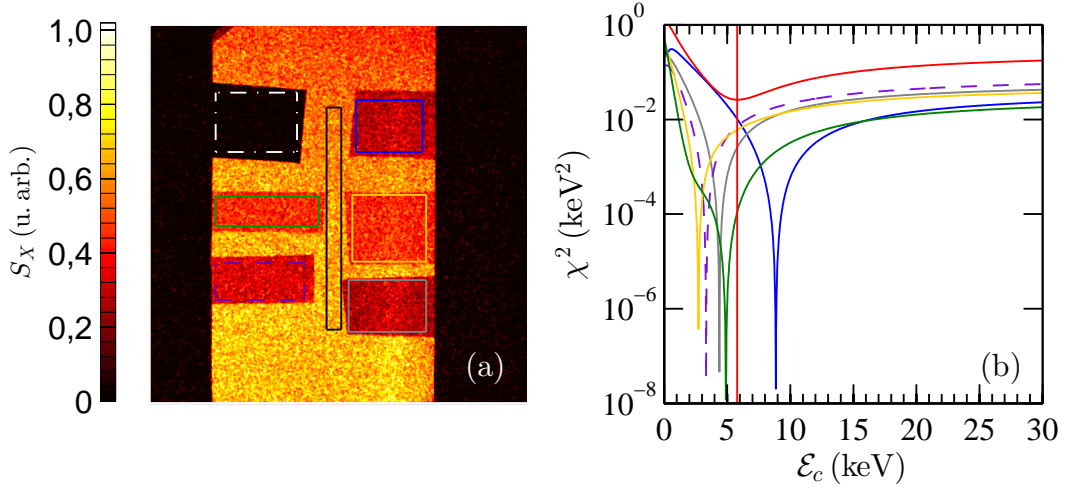 1,0
0,8
0,6
0,4
0,2
0
S_X (u. arb.)
(a)
10^0
10^{-2}
10^{-4}
10^{-6}
10^{-8}
χ^2 (keV^2)
0 5 10 15 20 25 30
ℰ_c (keV)
(b)